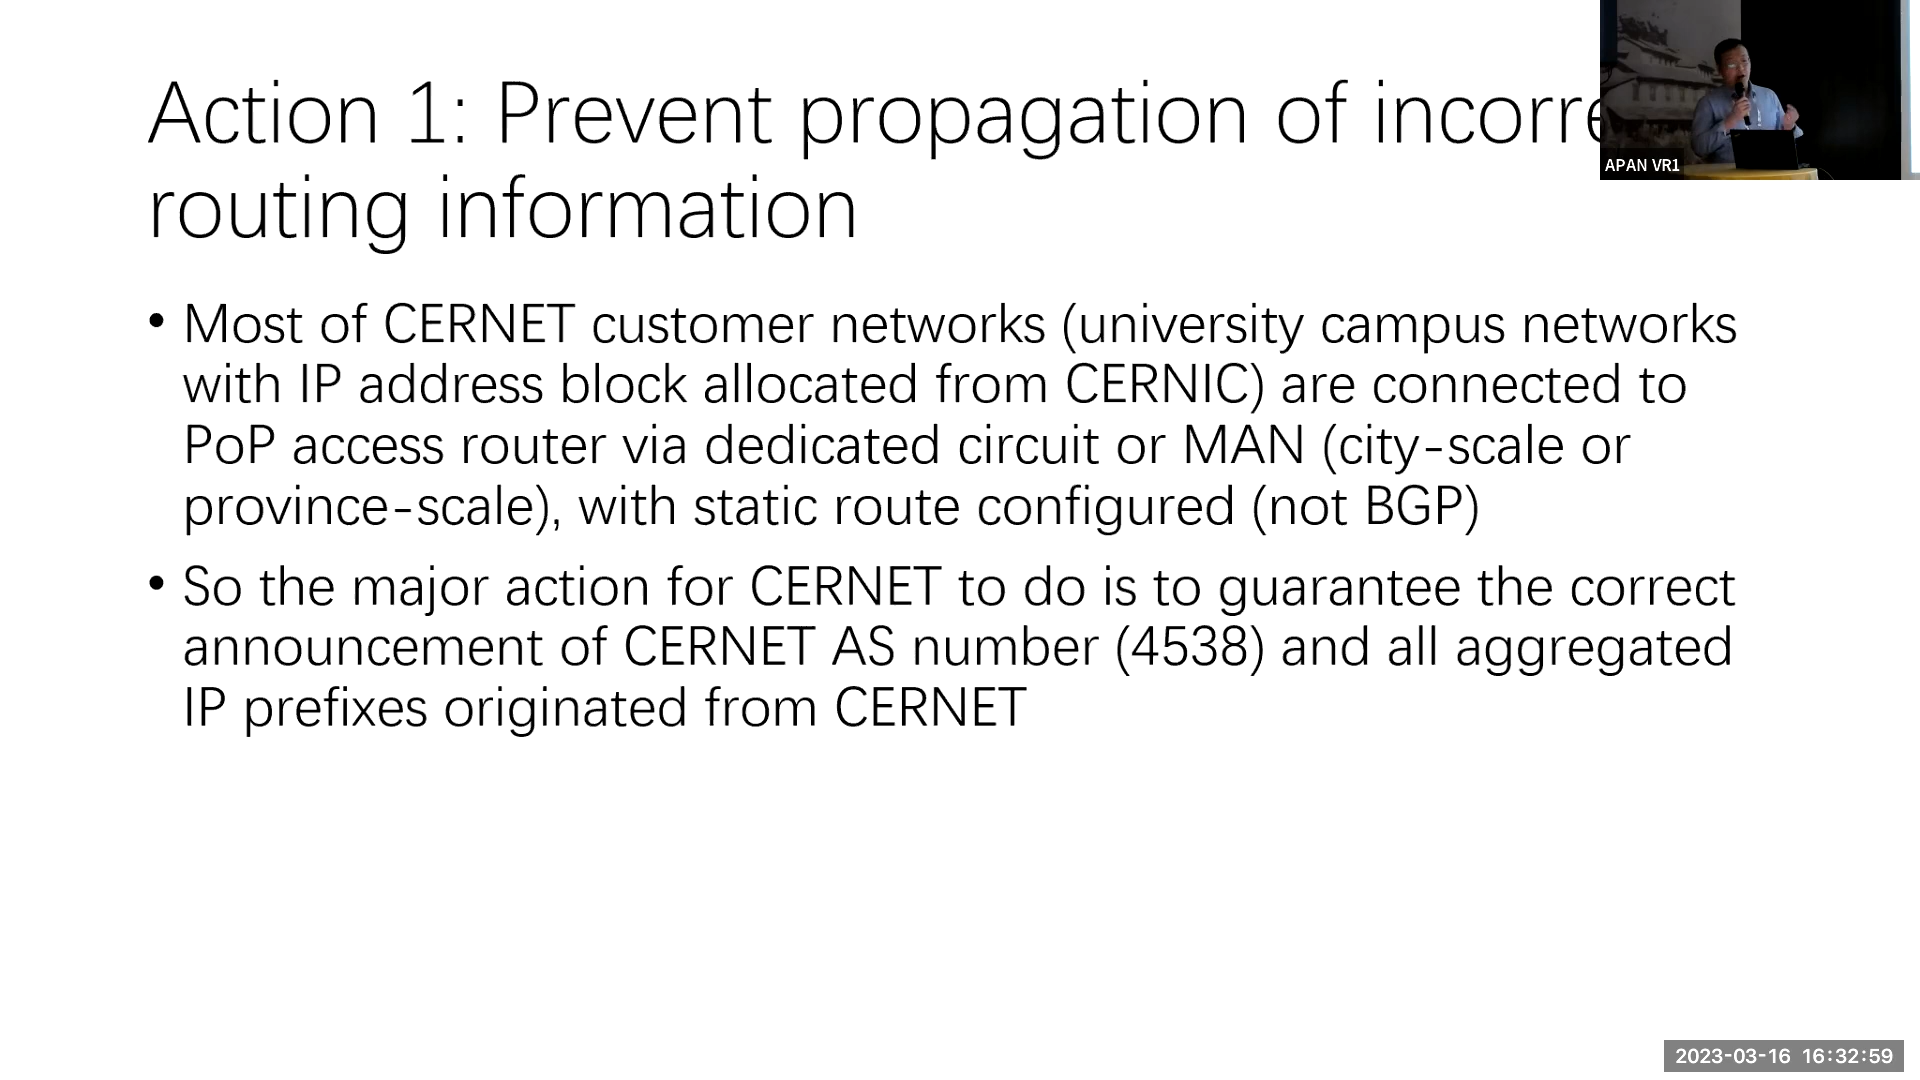 Action 1: Prevent propagation of incorre
routing information
• Most of CERNET customer networks (university campus networks
with IP address block allocated from CERNIC) are connected to
PoP access router via dedicated circuit or MAN (city-scale or
province-scale), with static route configured (not BGP)
• So the major action for CERNET to do is to guarantee the correct
announcement of CERNET AS number (4538) and all aggregated
IP prefixes originated from CERNET
APAN VR1
2023-03-16 16:32:59